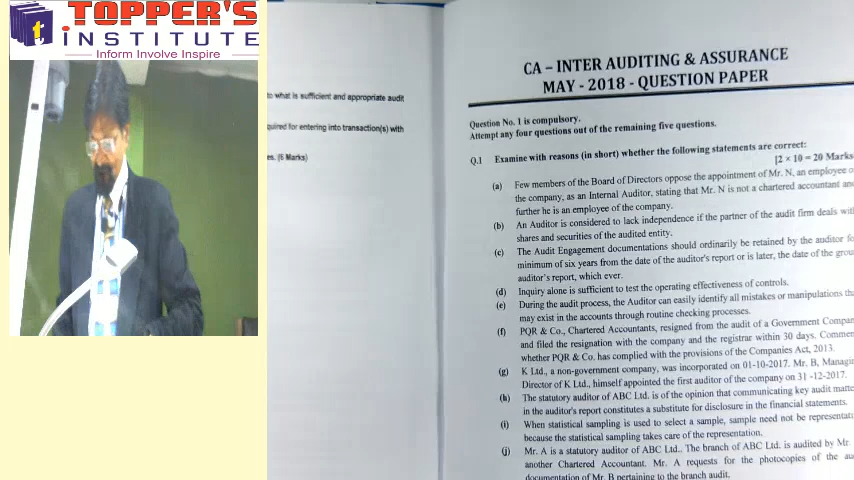 TOPPER'S
INSTITUTE
Inform Involve Inspire
to what is sufficient and appropriate audit
quired for entering into transaction(s) with
es. (6 Marks)
CA – INTER AUDITING & ASSURANCE
MAY - 2018 - QUESTION PAPER
Question No. 1 is compulsory.
Attempt any four questions out of the remaining five questions.
Q.1 Examine with reasons (in short) whether the following statements are correct:
[2 × 10 = 20 Marks
(a) Few members of the Board of Directors oppose the appointment of Mr. N, an employee o
the company, as an Internal Auditor, stating that Mr. N is not a chartered accountant and
further he is an employee of the company.
(b) An Auditor is considered to lack independence if the partner of the audit firm deals with
shares and securities of the audited entity.
(c) The Audit Engagement documentations should ordinarily be retained by the auditor fo
minimum of six years from the date of the auditor's report or is later, the date of the grou
auditor's report, which ever.
(d) Inquiry alone is sufficient to test the operating effectiveness of controls.
(e) During the audit process, the Auditor can easily identify all mistakes or manipulations tha
may exist in the accounts through routine checking processes.
(f) PQR & Co., Chartered Accountants, resigned from the audit of a Government Compan
and filed the resignation with the company and the registrar within 30 days. Commen
whether PQR & Co. has complied with the provisions of the Companies Act, 2013.
(g) K Ltd., a non-government company, was incorporated on 01-10-2017. Mr. B, Managin
Director of K Ltd., himself appointed the first auditor of the company on 31 -12-2017.
(h) The statutory auditor of ABC Ltd. is of the opinion that communicating key audit matte
in the auditor's report constitutes a substitute for disclosure in the financial statements.
(i) When statistical sampling is used to select a sample, sample need not be representati
because the statistical sampling takes care of the representation.
(j) Mr. A is a statutory auditor of ABC Ltd.. The branch of ABC Ltd. is audited by Mr.
another Chartered Accountant. Mr. A requests for the photocopies of the au
documentation of Mr. B pertaining to the branch audit.